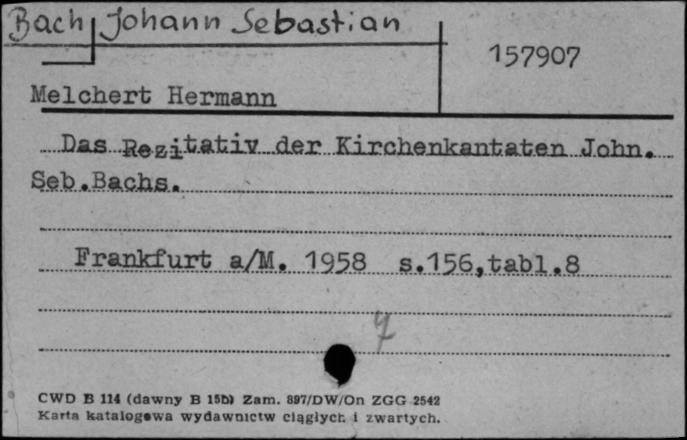 Bach, Johann Sebastian
157907
Melchert Hermann
Das Rezitativ der Kirchenkantaten John.
Seb.Bachs.
Frankfurt a/M. 1958 s.156,tabl.8
CWD B 114 (dawny B 15b) Zam. 897/DW/On ZGG 2542
Karta katalogowa wydawnictw ciągłych i zwartych.